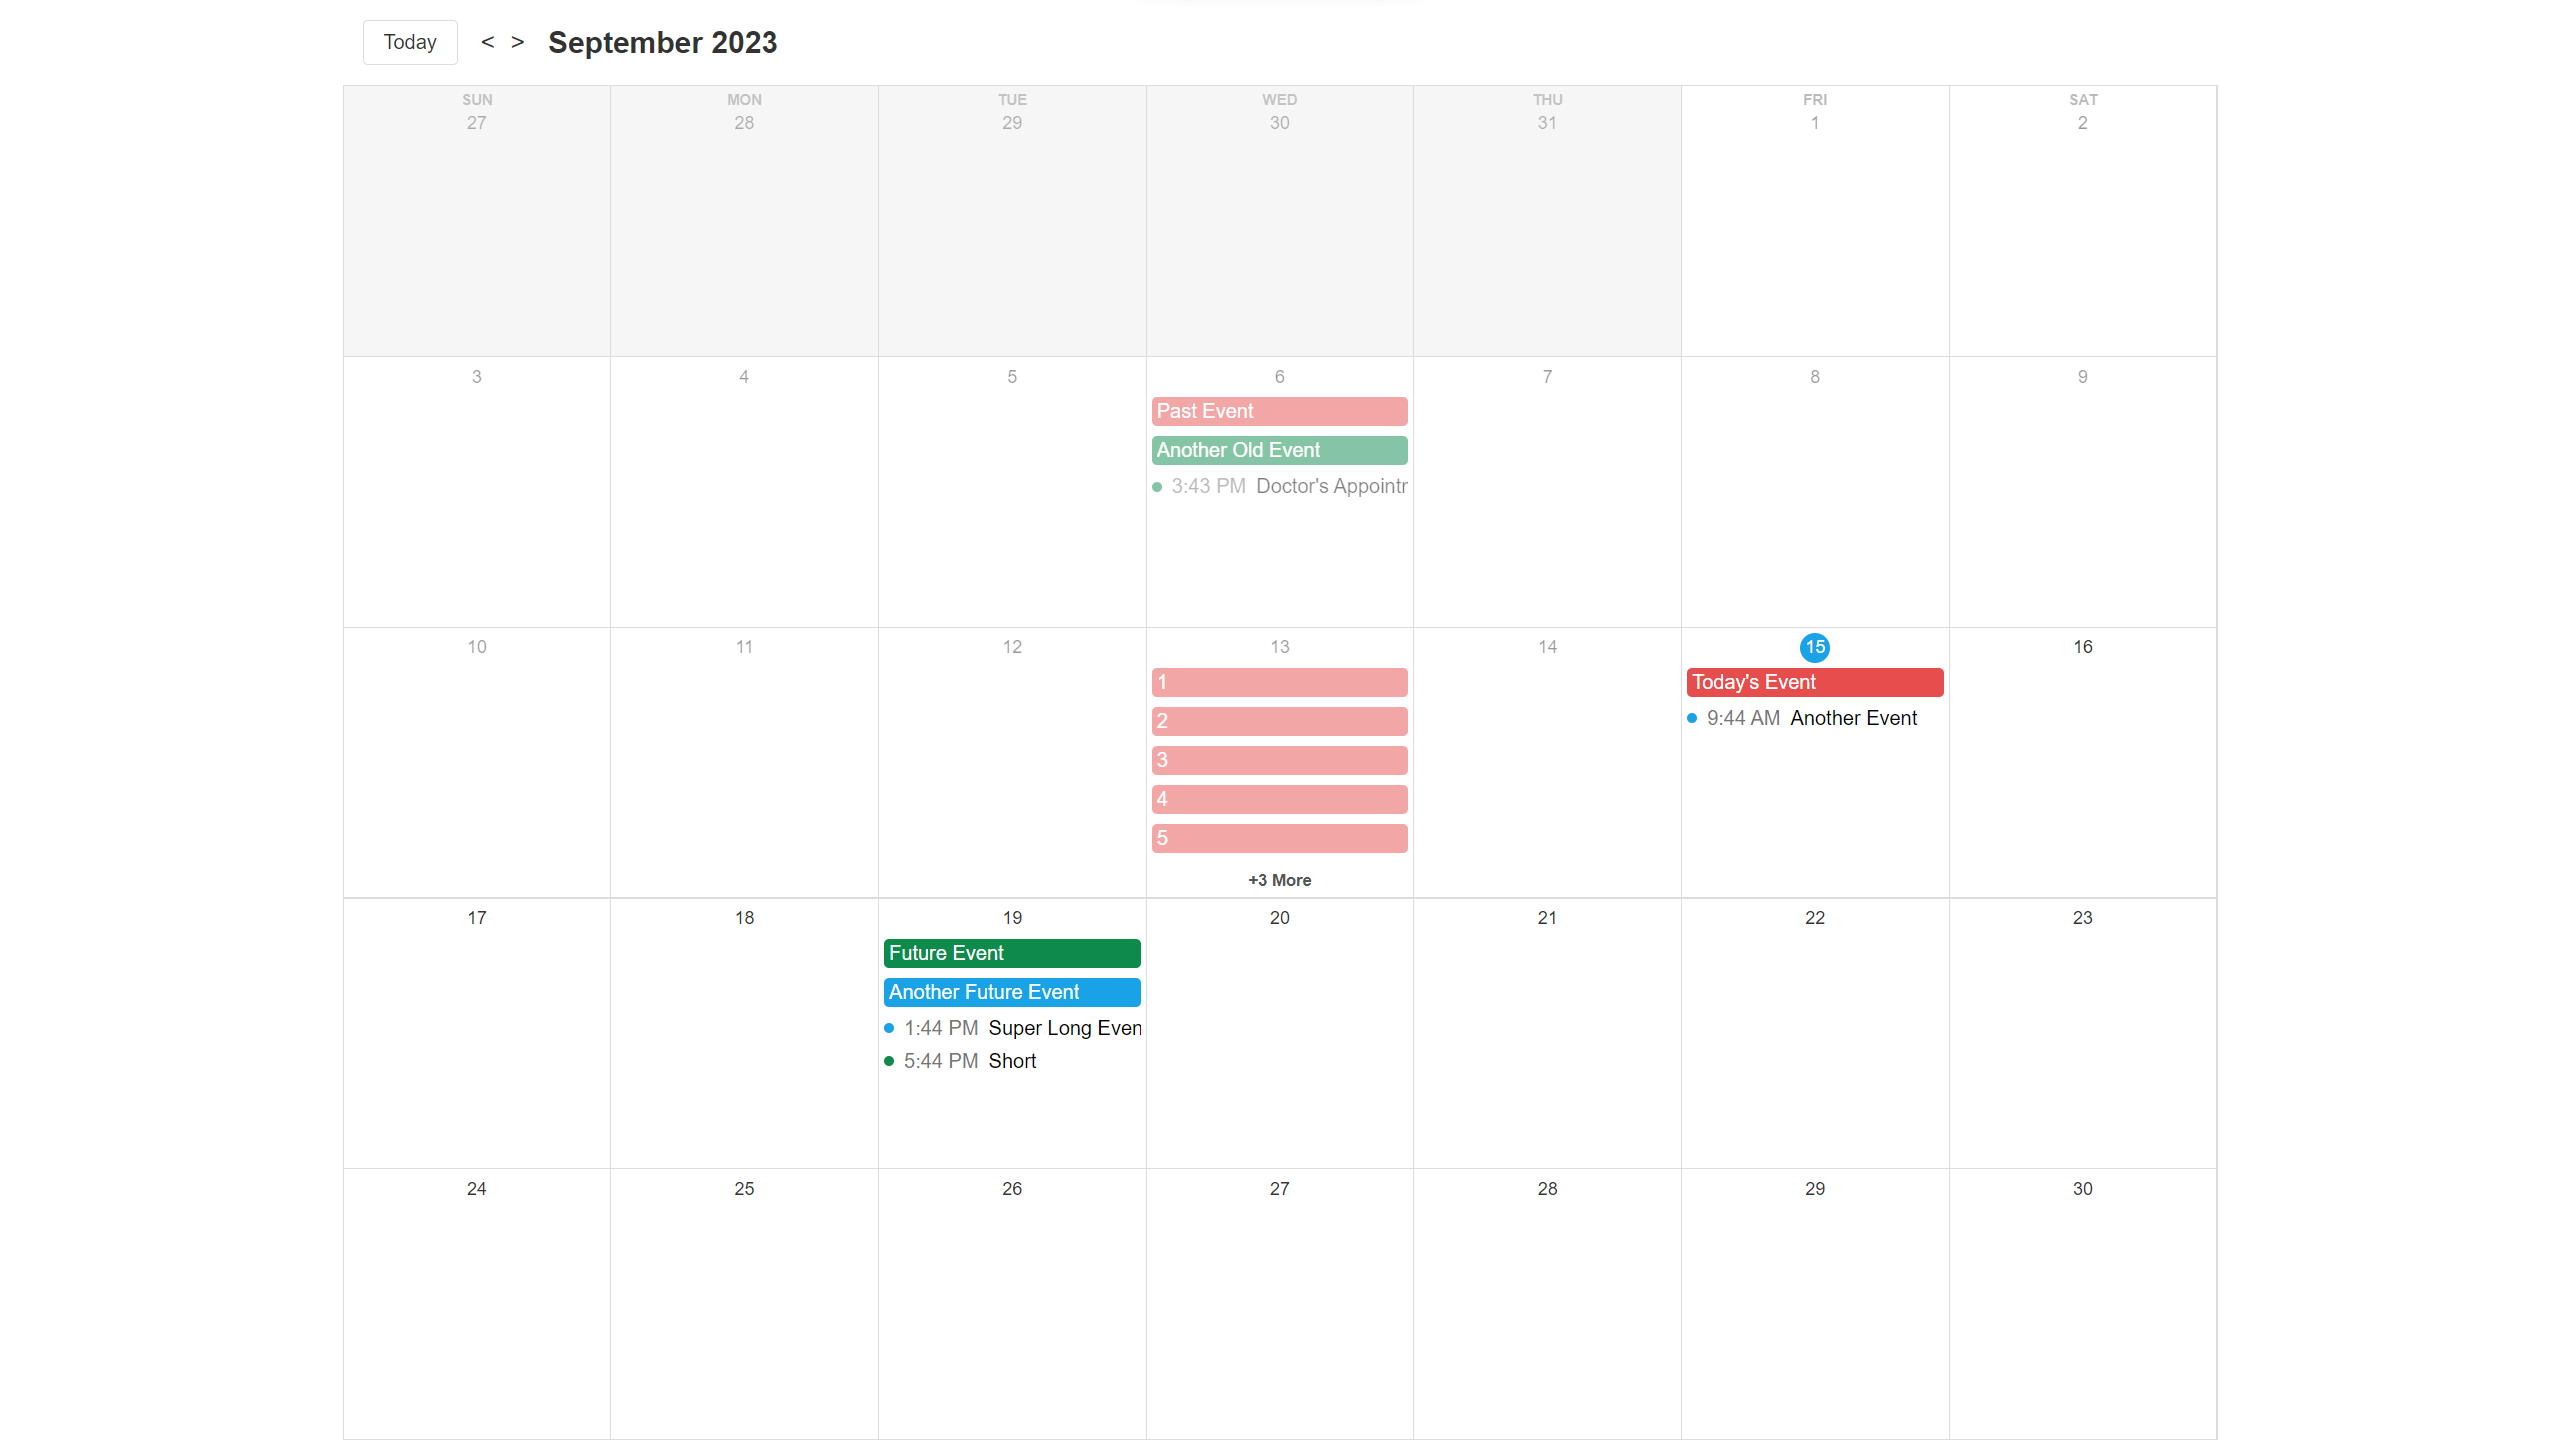 Today < > September 2023
SUN MON TUE WED THU FRI SAT
27 28 29 30 31 1 2
3 4 5 6 7 8 9
Past Event
Another Old Event
3:43 PM Doctor's Appointr
10 11 12 13 14 15 16
1
2
3
4
5
+3 More
Today's Event
9:44 AM Another Event
17 18 19 20 21 22 23
Future Event
Another Future Event
1:44 PM Super Long Even
5:44 PM Short
24 25 26 27 28 29 30